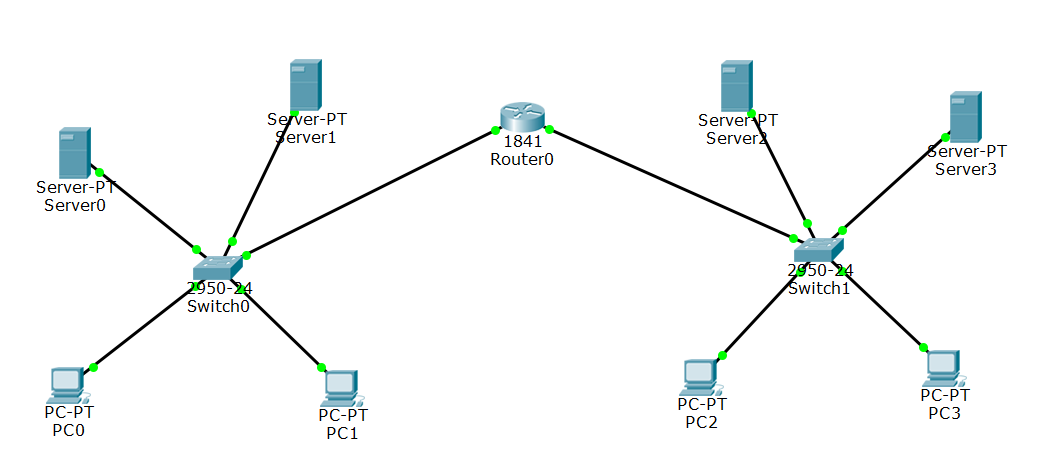 Server-PT
Server1
Server-PT
Server2
1841
Router0
Server-PT
Server3
Server-PT
Server0
2950-24
Switch0
2950-24
Switch1
PC-PT
PC0
PC-PT
PC1
PC-PT
PC2
PC-PT
PC3